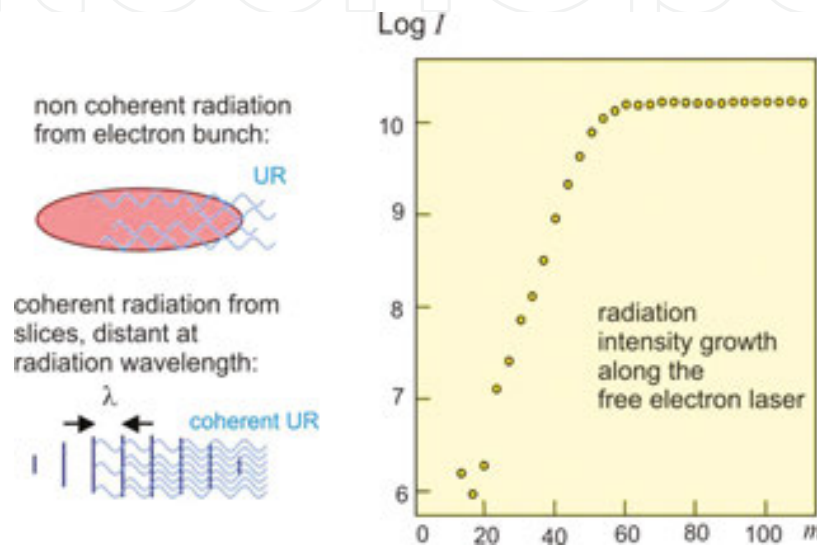 Log I
non coherent radiation
from electron bunch:
UR
coherent radiation from
slices, distant at
radiation wavelength:
λ
coherent UR
10
9
8
7
6
radiation
intensity growth
along the
free electron laser
0 20 40 60 80 100 m